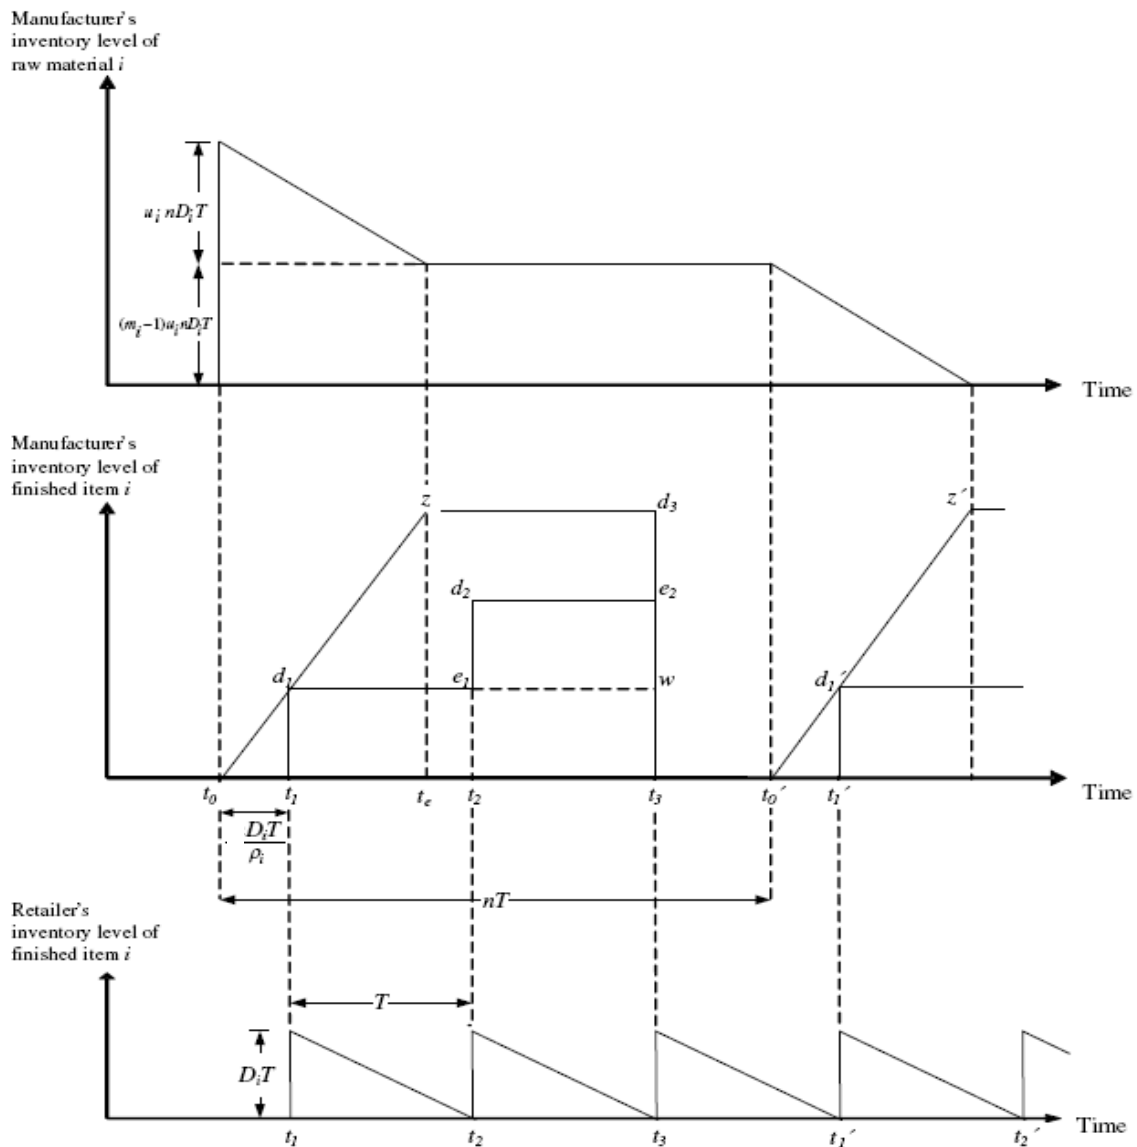 Manufacturer's
inventory level of
raw material i
u_i nD_iT
(m_i−1)u_i nD_iT
Time
Manufacturer's
inventory level of
finished item i
z
d_3
z´
d_2
e_2
d_1
e_1
w
d_1´
t_0
t_1
t_e
t_2
t_3
t_0´
t_1´
Time
D_iT
ρ_i
nT
Retailer's
inventory level of
finished item i
T
D_iT
t_1
t_2
t_3
t_1´
t_2´
Time